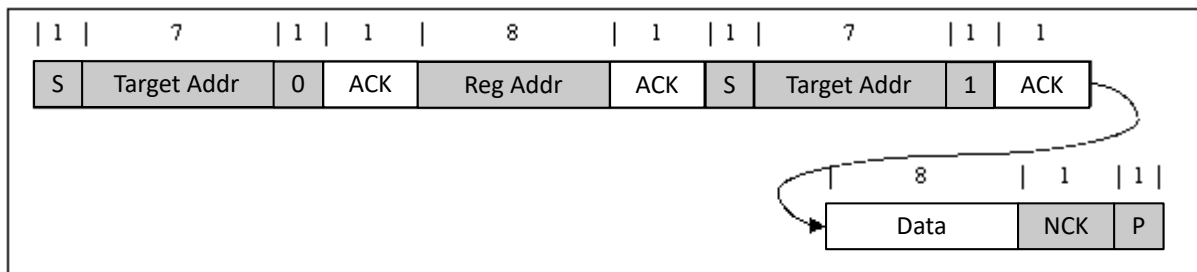 | 1 | 7 | 1 | 1 | 8 | 1 | 1 | 7 | 1 | 1
S Target Addr 0 ACK Reg Addr ACK S Target Addr 1 ACK
| 8 | 1 | 1 |
Data NCK P